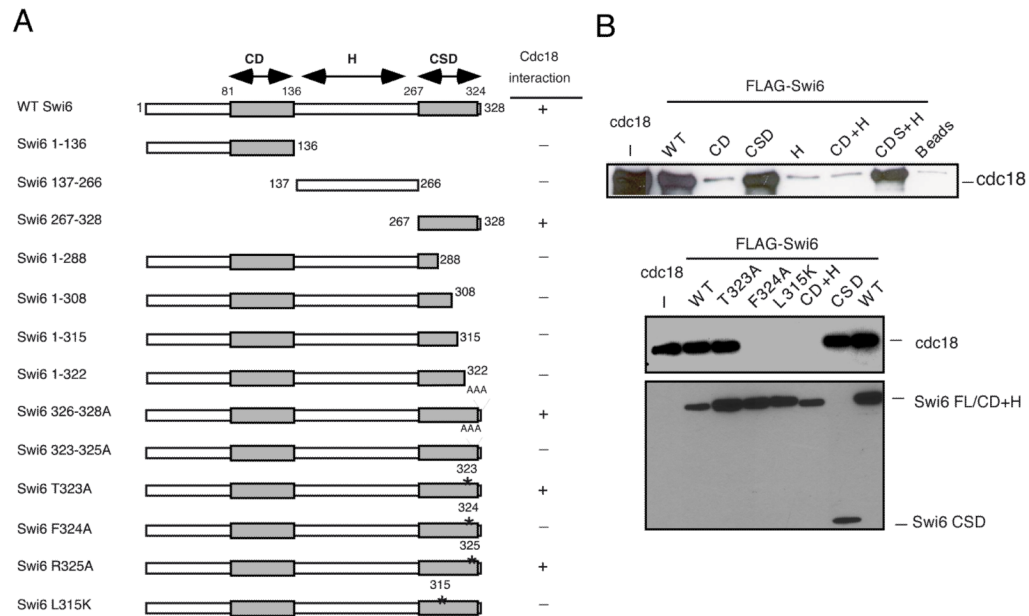 A
CD H CSD Cdc18 interaction
81 136 267 324
WT Swi6 1 328 +
Swi6 1-136 136 –
Swi6 137-266 137 266 –
Swi6 267-328 267 328 +
Swi6 1-288 288 –
Swi6 1-308 308 –
Swi6 1-315 315 –
Swi6 1-322 322 –
AAA
Swi6 326-328A +
AAA
Swi6 323-325A –
323
Swi6 T323A * +
324
Swi6 F324A * –
325
Swi6 R325A * +
315
Swi6 L315K * –
B
FLAG-Swi6
cdc18
I WT CD CSD H CD+H CDS+H Beads
–cdc18
FLAG-Swi6
cdc18
I WT T323A F324A L315K CD+H CSD WT
– cdc18
– Swi6 FL/CD+H
– Swi6 CSD